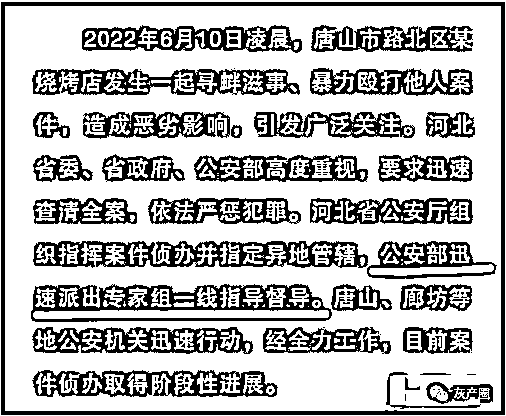 2022年6月10日凌晨，唐山市路北区某
烧烤店发生一起寻衅滋事、暴力殴打他人案
件，造成恶劣影响，引发广泛关注。河北
省委、省政府、公安部高度重视，要求迅速
查清全案，依法严惩犯罪。河北省公安厅组
织指挥案件侦办并指定异地管辖，公安部迅
速派出专家组一线指导督导。唐山、廊坊等
地公安机关迅速行动，经全力工作，目前案
件侦办取得阶段性进展。
灰产圈